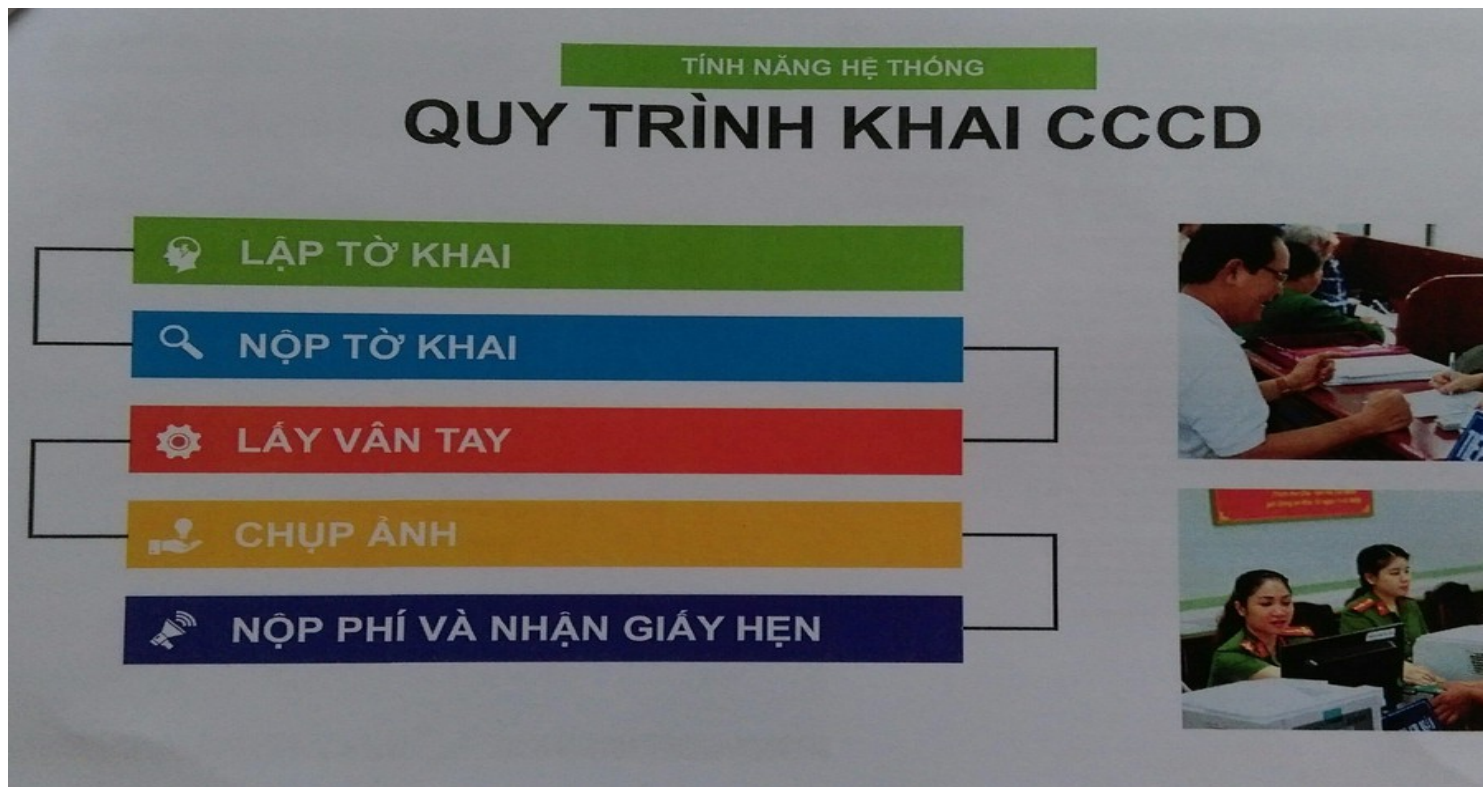 TÍNH NĂNG HỆ THỐNG
QUY TRÌNH KHAI CCCD
LẬP TỜ KHAI
NỘP TỜ KHAI
LẤY VÂN TAY
CHỤP ẢNH
NỘP PHÍ VÀ NHẬN GIẤY HẸN